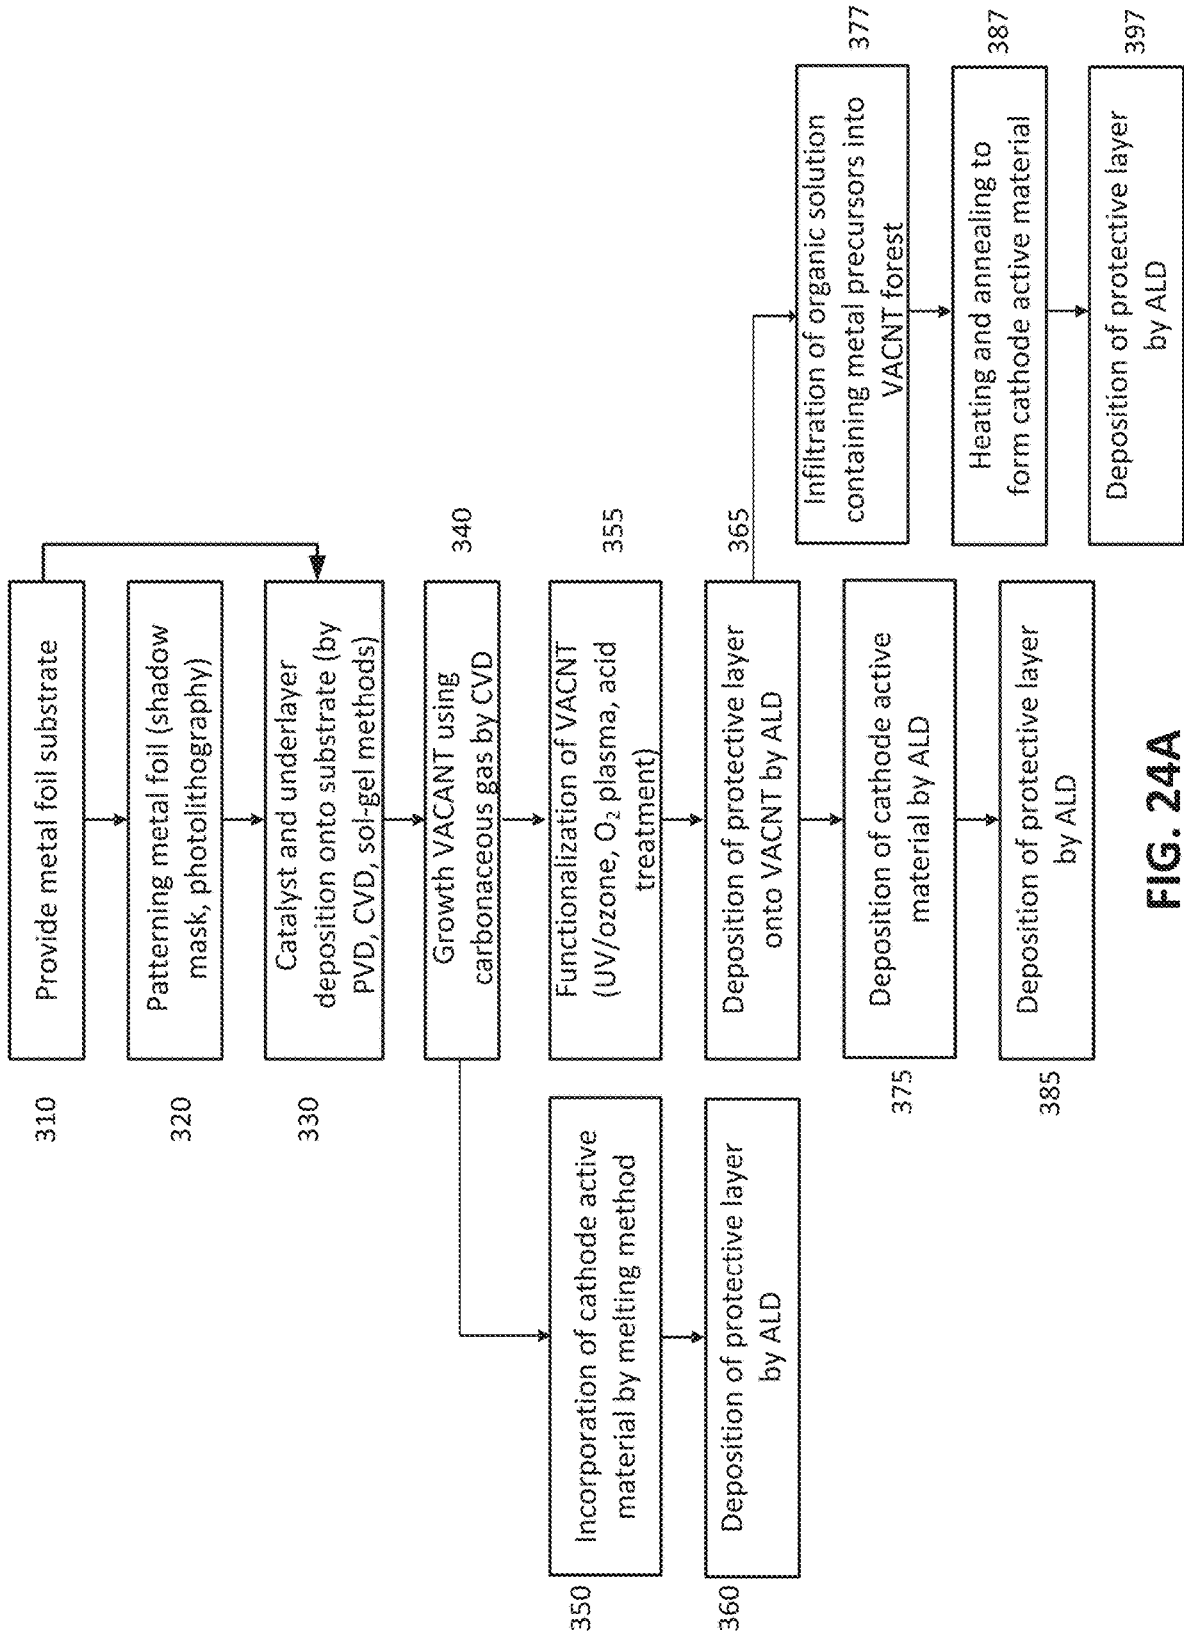 310
Provide metal foil substrate
320
Patterning metal foil (shadow
mask, photolithography)
330
Catalyst and underlayer
deposition onto substrate (by
PVD, CVD, sol-gel methods)
Growth VACANT using
carbonaceous gas by CVD
340
350
Incorporation of cathode active
material by melting method
360
Deposition of protective layer
by ALD
Functionalization of VACNT
(UV/ozone, O₂ plasma, acid
treatment)
355
Deposition of protective layer
onto VACNT by ALD
365
375
Deposition of cathode active
material by ALD
385
Deposition of protective layer
by ALD
Infiltration of organic solution
containing metal precursors into
VACNT forest
377
Heating and annealing to
form cathode active material
387
Deposition of protective layer
by ALD
397
FIG. 24A